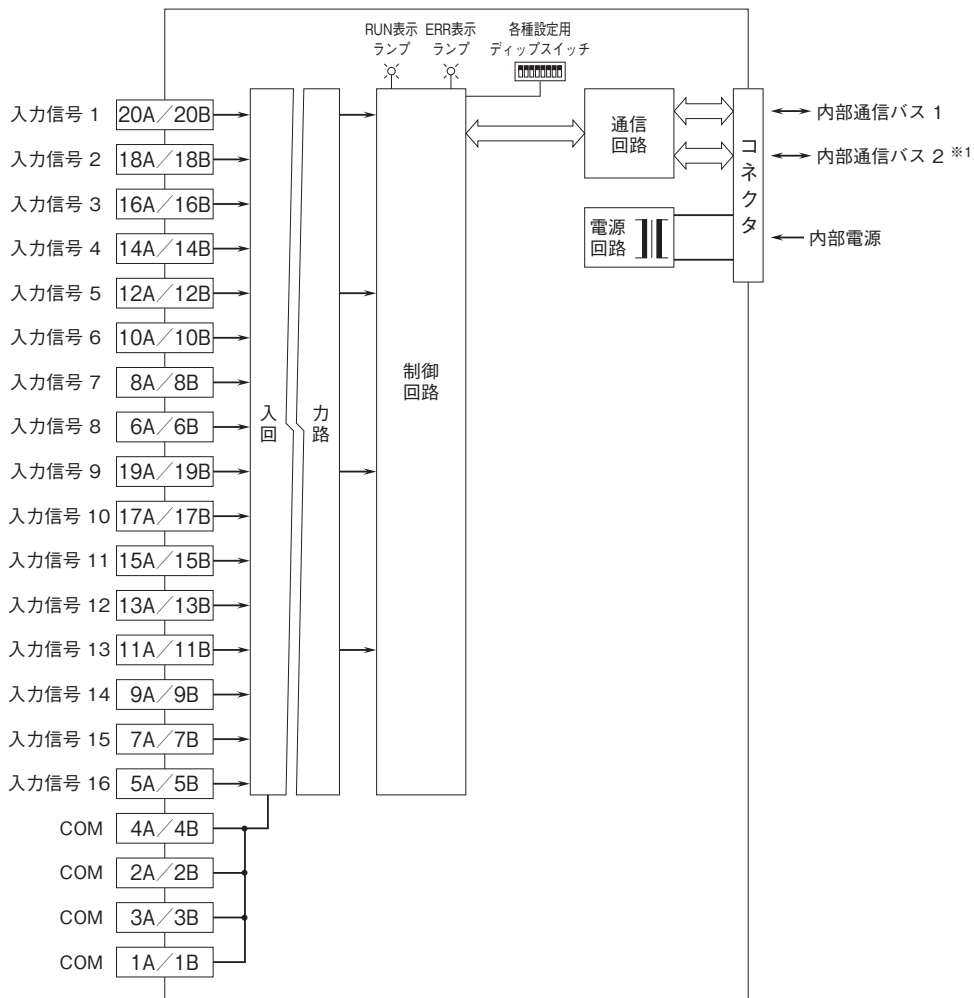 RUN表示
ランプ
ERR表示
ランプ
各種設定用
ディップスイッチ
入力信号 1 20A／20B
入力信号 2 18A／18B
入力信号 3 16A／16B
入力信号 4 14A／14B
入力信号 5 12A／12B
入力信号 6 10A／10B
入力信号 7 8A／8B
入力信号 8 6A／6B
入力信号 9 19A／19B
入力信号 10 17A／17B
入力信号 11 15A／15B
入力信号 12 13A／13B
入力信号 13 11A／11B
入力信号 14 9A／9B
入力信号 15 7A／7B
入力信号 16 5A／5B
COM 4A／4B
COM 2A／2B
COM 3A／3B
COM 1A／1B
入力
回路
制御
回路
通信
回路
電源
回路
コネクタ
内部通信バス 1
内部通信バス 2 ※1
内部電源